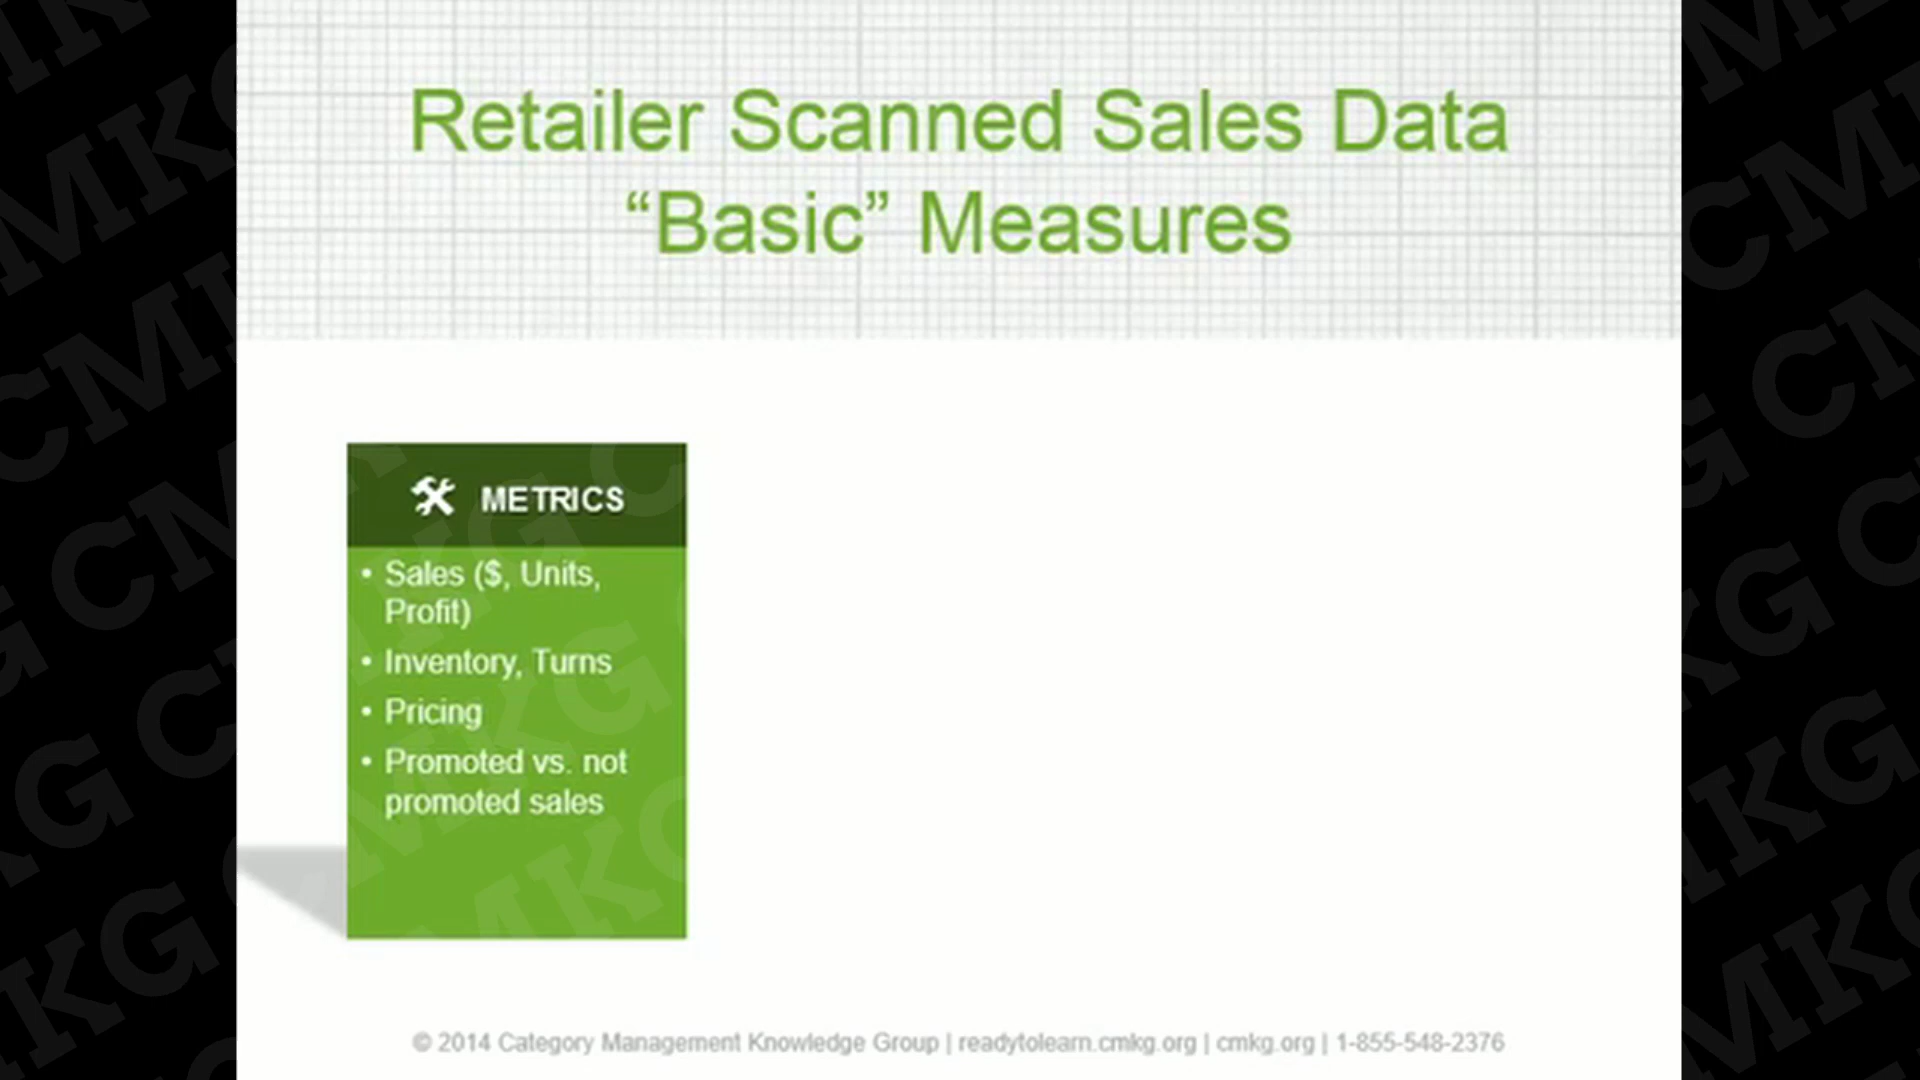 Retailer Scanned Sales Data
“Basic” Measures
METRICS
• Sales ($, Units,
Profit)
• Inventory, Turns
• Pricing
• Promoted vs. not
promoted sales
© 2014 Category Management Knowledge Group | readytolearn.cmkg.org | cmkg.org | 1-855-548-2376